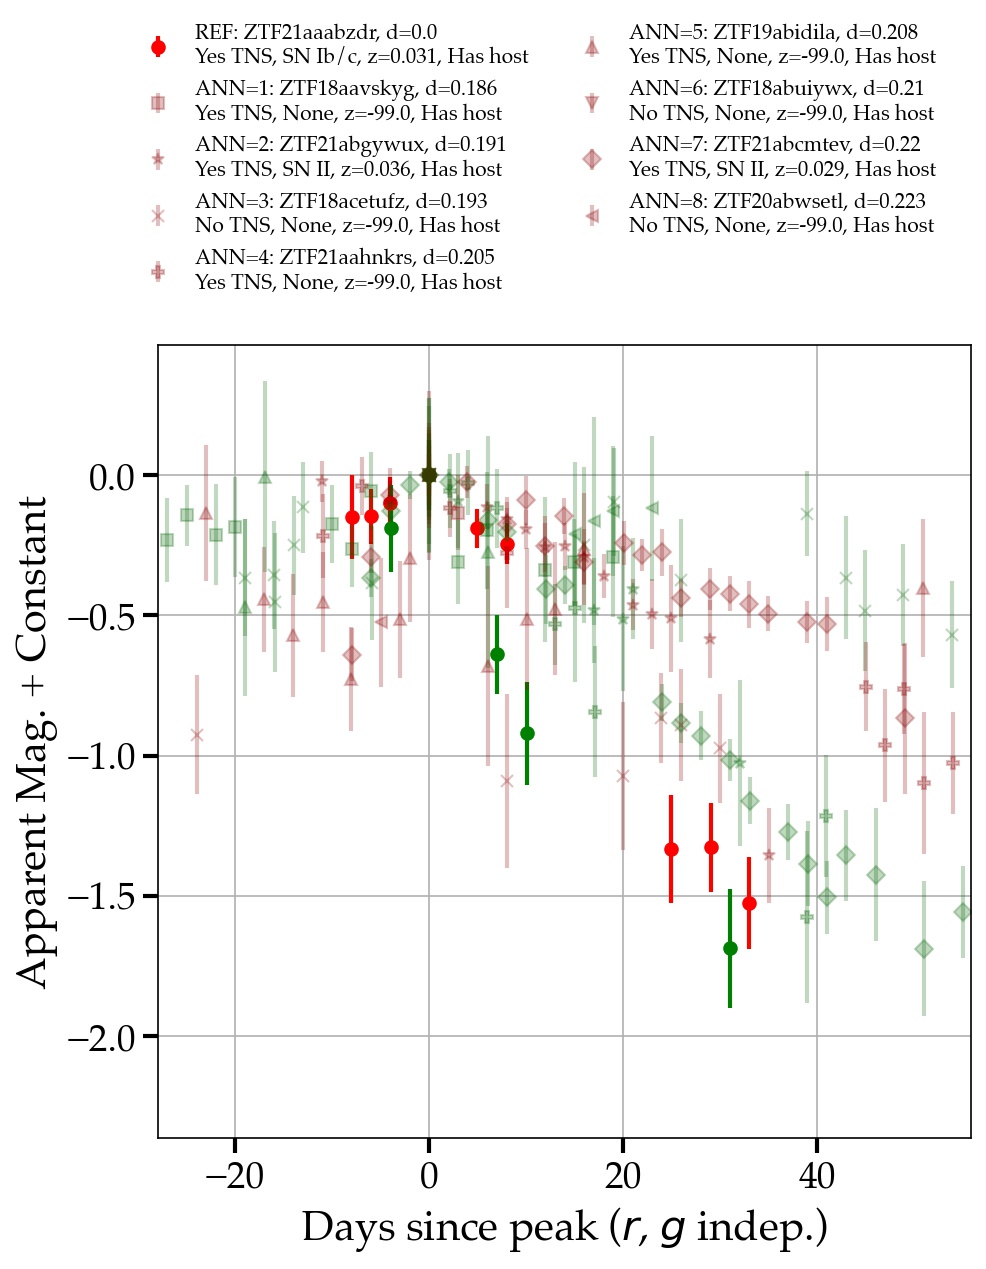 REF: ZTF21aaabzdr, d=0.0
Yes TNS, SN Ib/c, z=0.031, Has host
ANN=1: ZTF18aavskyg, d=0.186
Yes TNS, None, z=-99.0, Has host
ANN=2: ZTF21abgywux, d=0.191
Yes TNS, SN II, z=0.036, Has host
ANN=3: ZTF18acetufz, d=0.193
No TNS, None, z=-99.0, Has host
ANN=4: ZTF21aahnkrs, d=0.205
Yes TNS, None, z=-99.0, Has host
ANN=5: ZTF19abidila, d=0.208
Yes TNS, None, z=-99.0, Has host
ANN=6: ZTF18abuiywx, d=0.21
No TNS, None, z=-99.0, Has host
ANN=7: ZTF21abcmtev, d=0.22
Yes TNS, SN II, z=0.029, Has host
ANN=8: ZTF20abwsetl, d=0.223
No TNS, None, z=-99.0, Has host
Apparent Mag. + Constant
0.0
−0.5
−1.0
−1.5
−2.0
−20
0
20
40
Days since peak (r, g indep.)